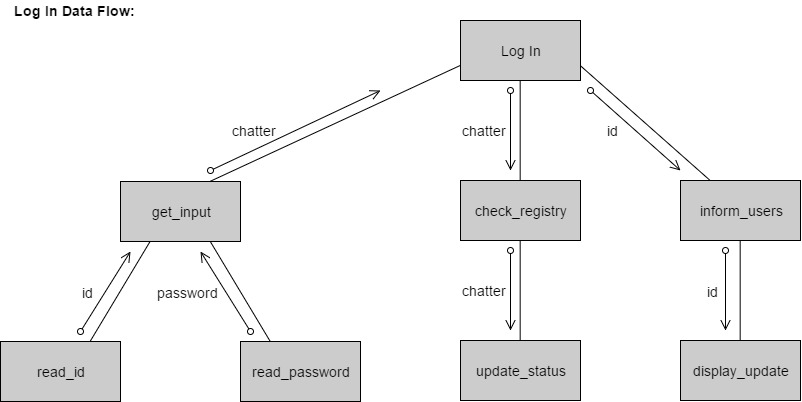 Log In Data Flow:
Log In
chatter
chatter
id
get_input
check_registry
inform_users
id
password
chatter
id
read_id
read_password
update_status
display_update